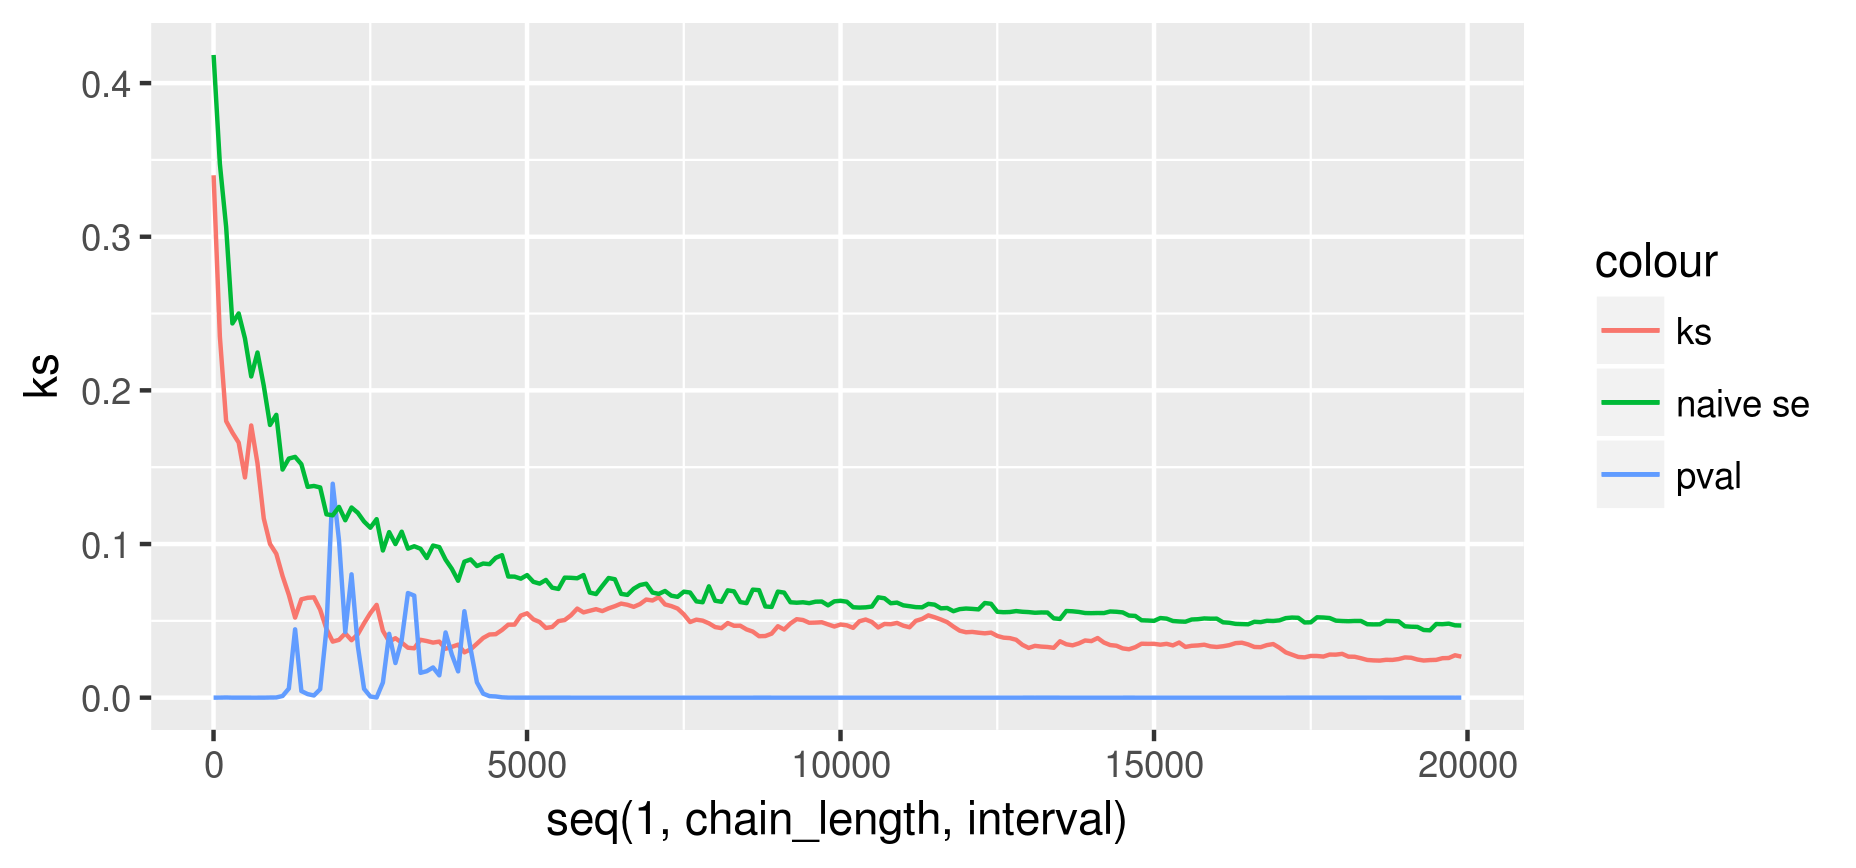 0.4
0.3
0.2
0.1
0.0
ks
0
5000
10000
15000
20000
seq(1, chain_length, interval)
colour
ks
naive se
pval